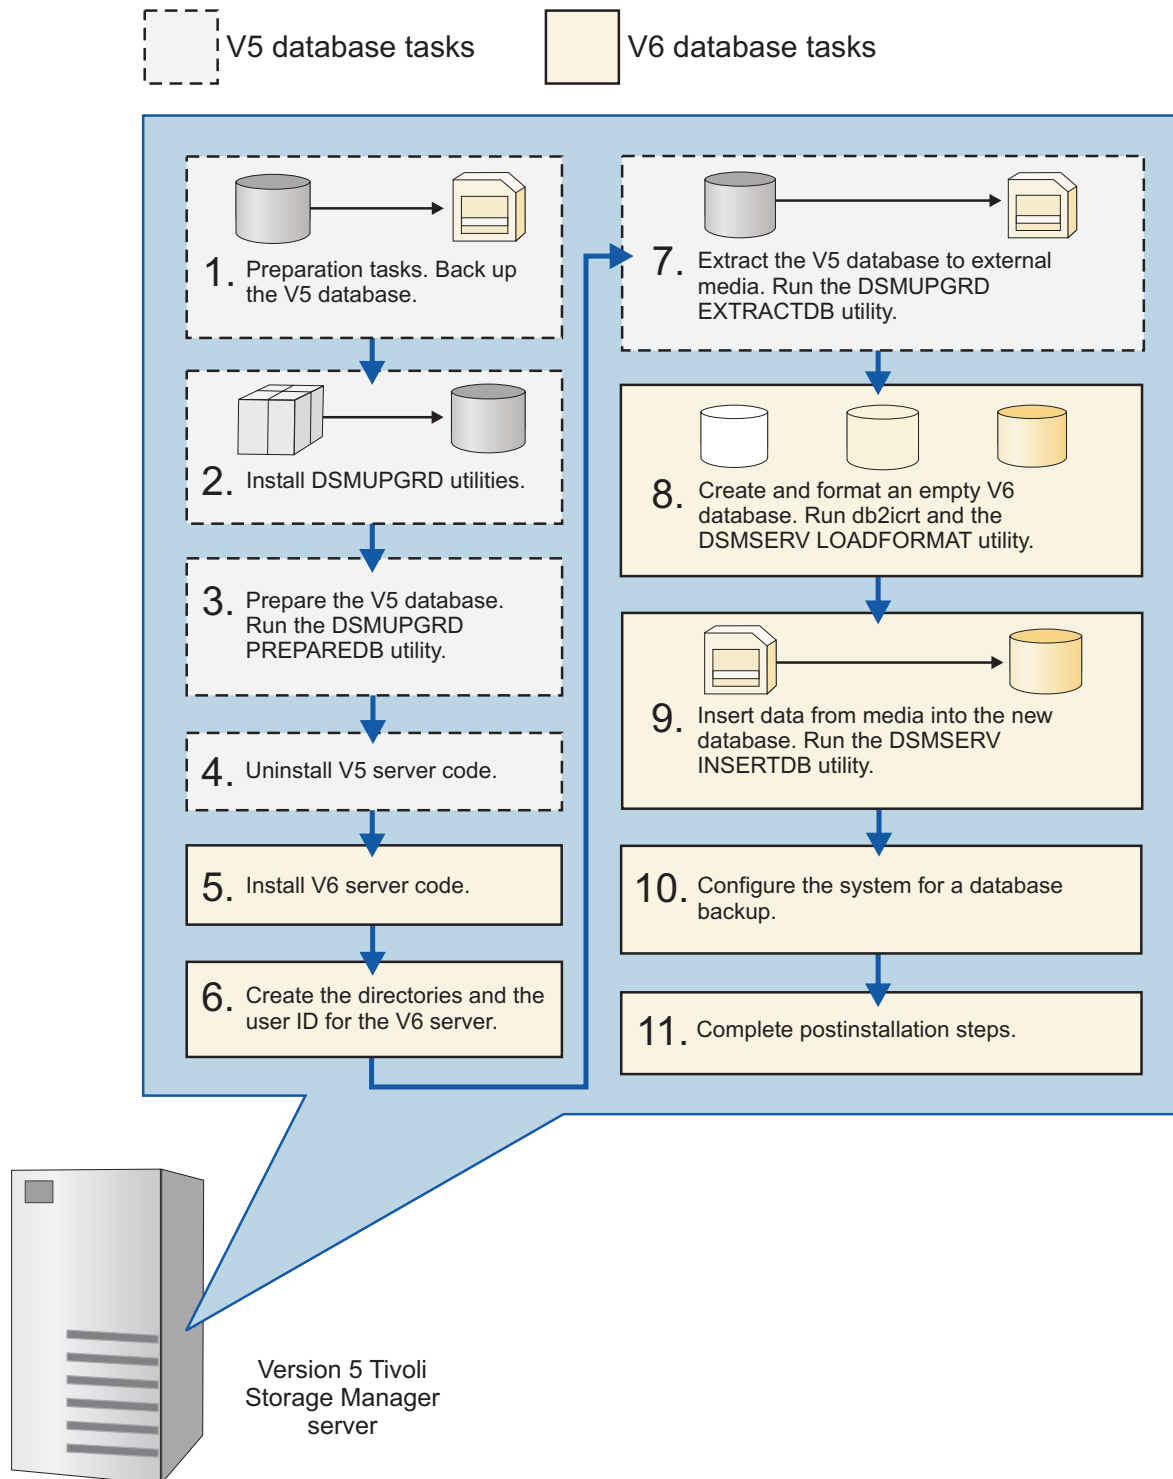 V5 database tasks
V6 database tasks
1. Preparation tasks. Back up
the V5 database.
2. Install DSMUPGRD utilities.
3. Prepare the V5 database.
Run the DSMUPGRD
PREPAREDB utility.
4. Uninstall V5 server code.
5. Install V6 server code.
6. Create the directories and the
user ID for the V6 server.
7. Extract the V5 database to external
media. Run the DSMUPGRD
EXTRACTDB utility.
8. Create and format an empty V6
database. Run db2icrt and the
DSMSERV LOADFORMAT utility.
9. Insert data from media into the new
database. Run the DSMSERV
INSERTDB utility.
10. Configure the system for a database
backup.
11. Complete postinstallation steps.
Version 5 Tivoli
Storage Manager
server